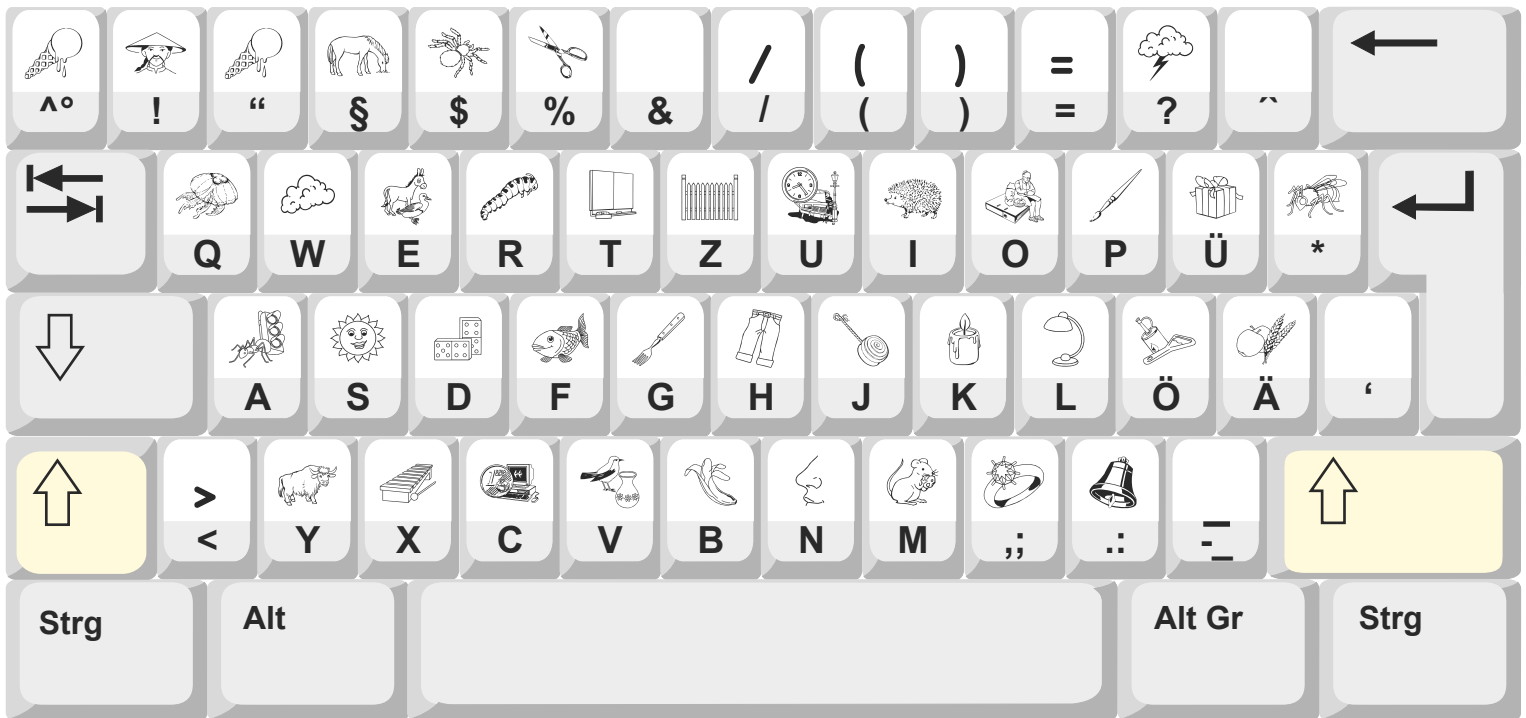 / ( ) =
^° ! “ § $ % & / ( ) = ? ^
Q W E R T Z U I O P Ü *
A S D F G H J K L Ö Ä ‘
>
< Y X C V B N M ,; .: -_
Strg Alt Alt Gr Strg